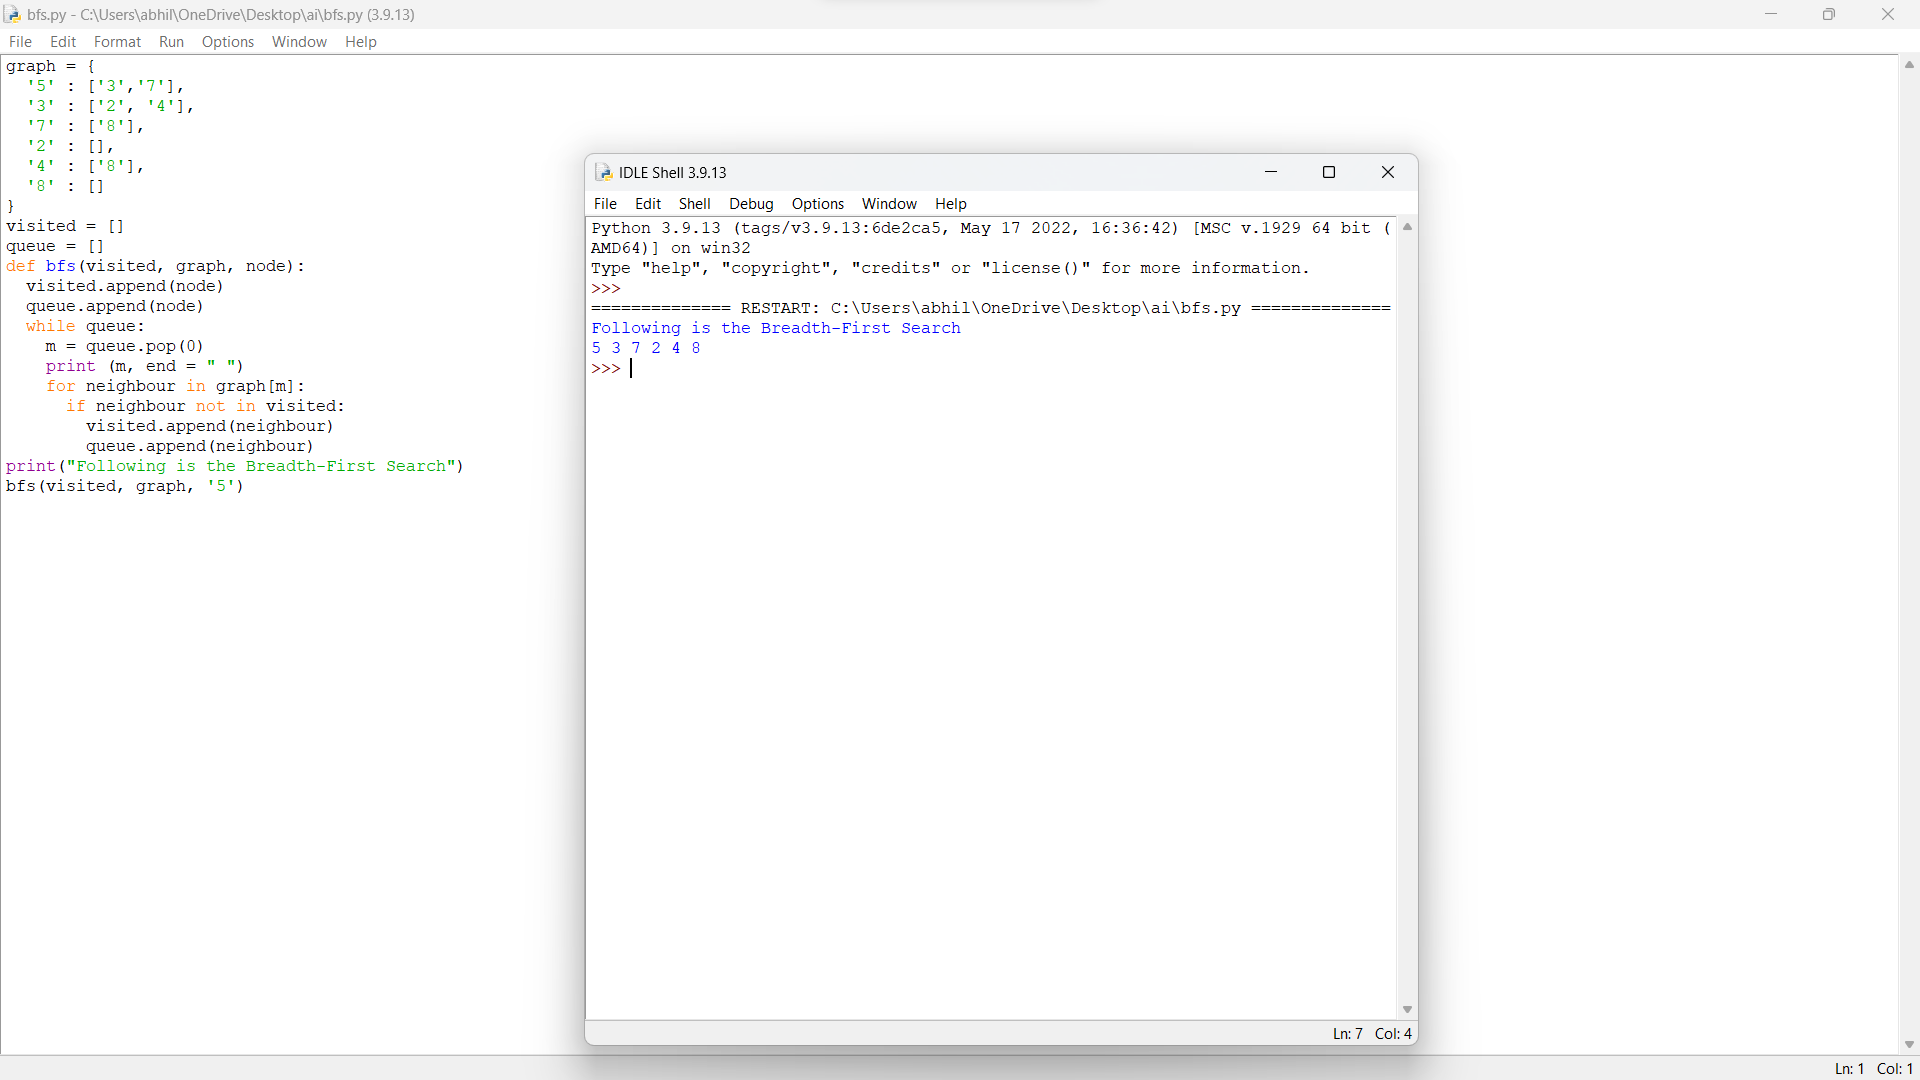 bfs.py - C:\Users\abhil\OneDrive\Desktop\ai\bfs.py (3.9.13)
File Edit Format Run Options Window Help
graph = {
  '5' : ['3','7'],
  '3' : ['2', '4'],
  '7' : ['8'],
  '2' : [],
  '4' : ['8'],
  '8' : []
}
visited = []
queue = []
def bfs(visited, graph, node):
  visited.append(node)
  queue.append(node)
  while queue:
    m = queue.pop(0)
    print (m, end = " ")
    for neighbour in graph[m]:
      if neighbour not in visited:
        visited.append(neighbour)
        queue.append(neighbour)
print("Following is the Breadth-First Search")
bfs(visited, graph, '5')
IDLE Shell 3.9.13
File Edit Shell Debug Options Window Help
Python 3.9.13 (tags/v3.9.13:6de2ca5, May 17 2022, 16:36:42) [MSC v.1929 64 bit (
AMD64)] on win32
Type "help", "copyright", "credits" or "license()" for more information.
>>>
============== RESTART: C:\Users\abhil\OneDrive\Desktop\ai\bfs.py ==============
Following is the Breadth-First Search
5 3 7 2 4 8
>>>
Ln: 7 Col: 4
Ln: 1 Col: 1